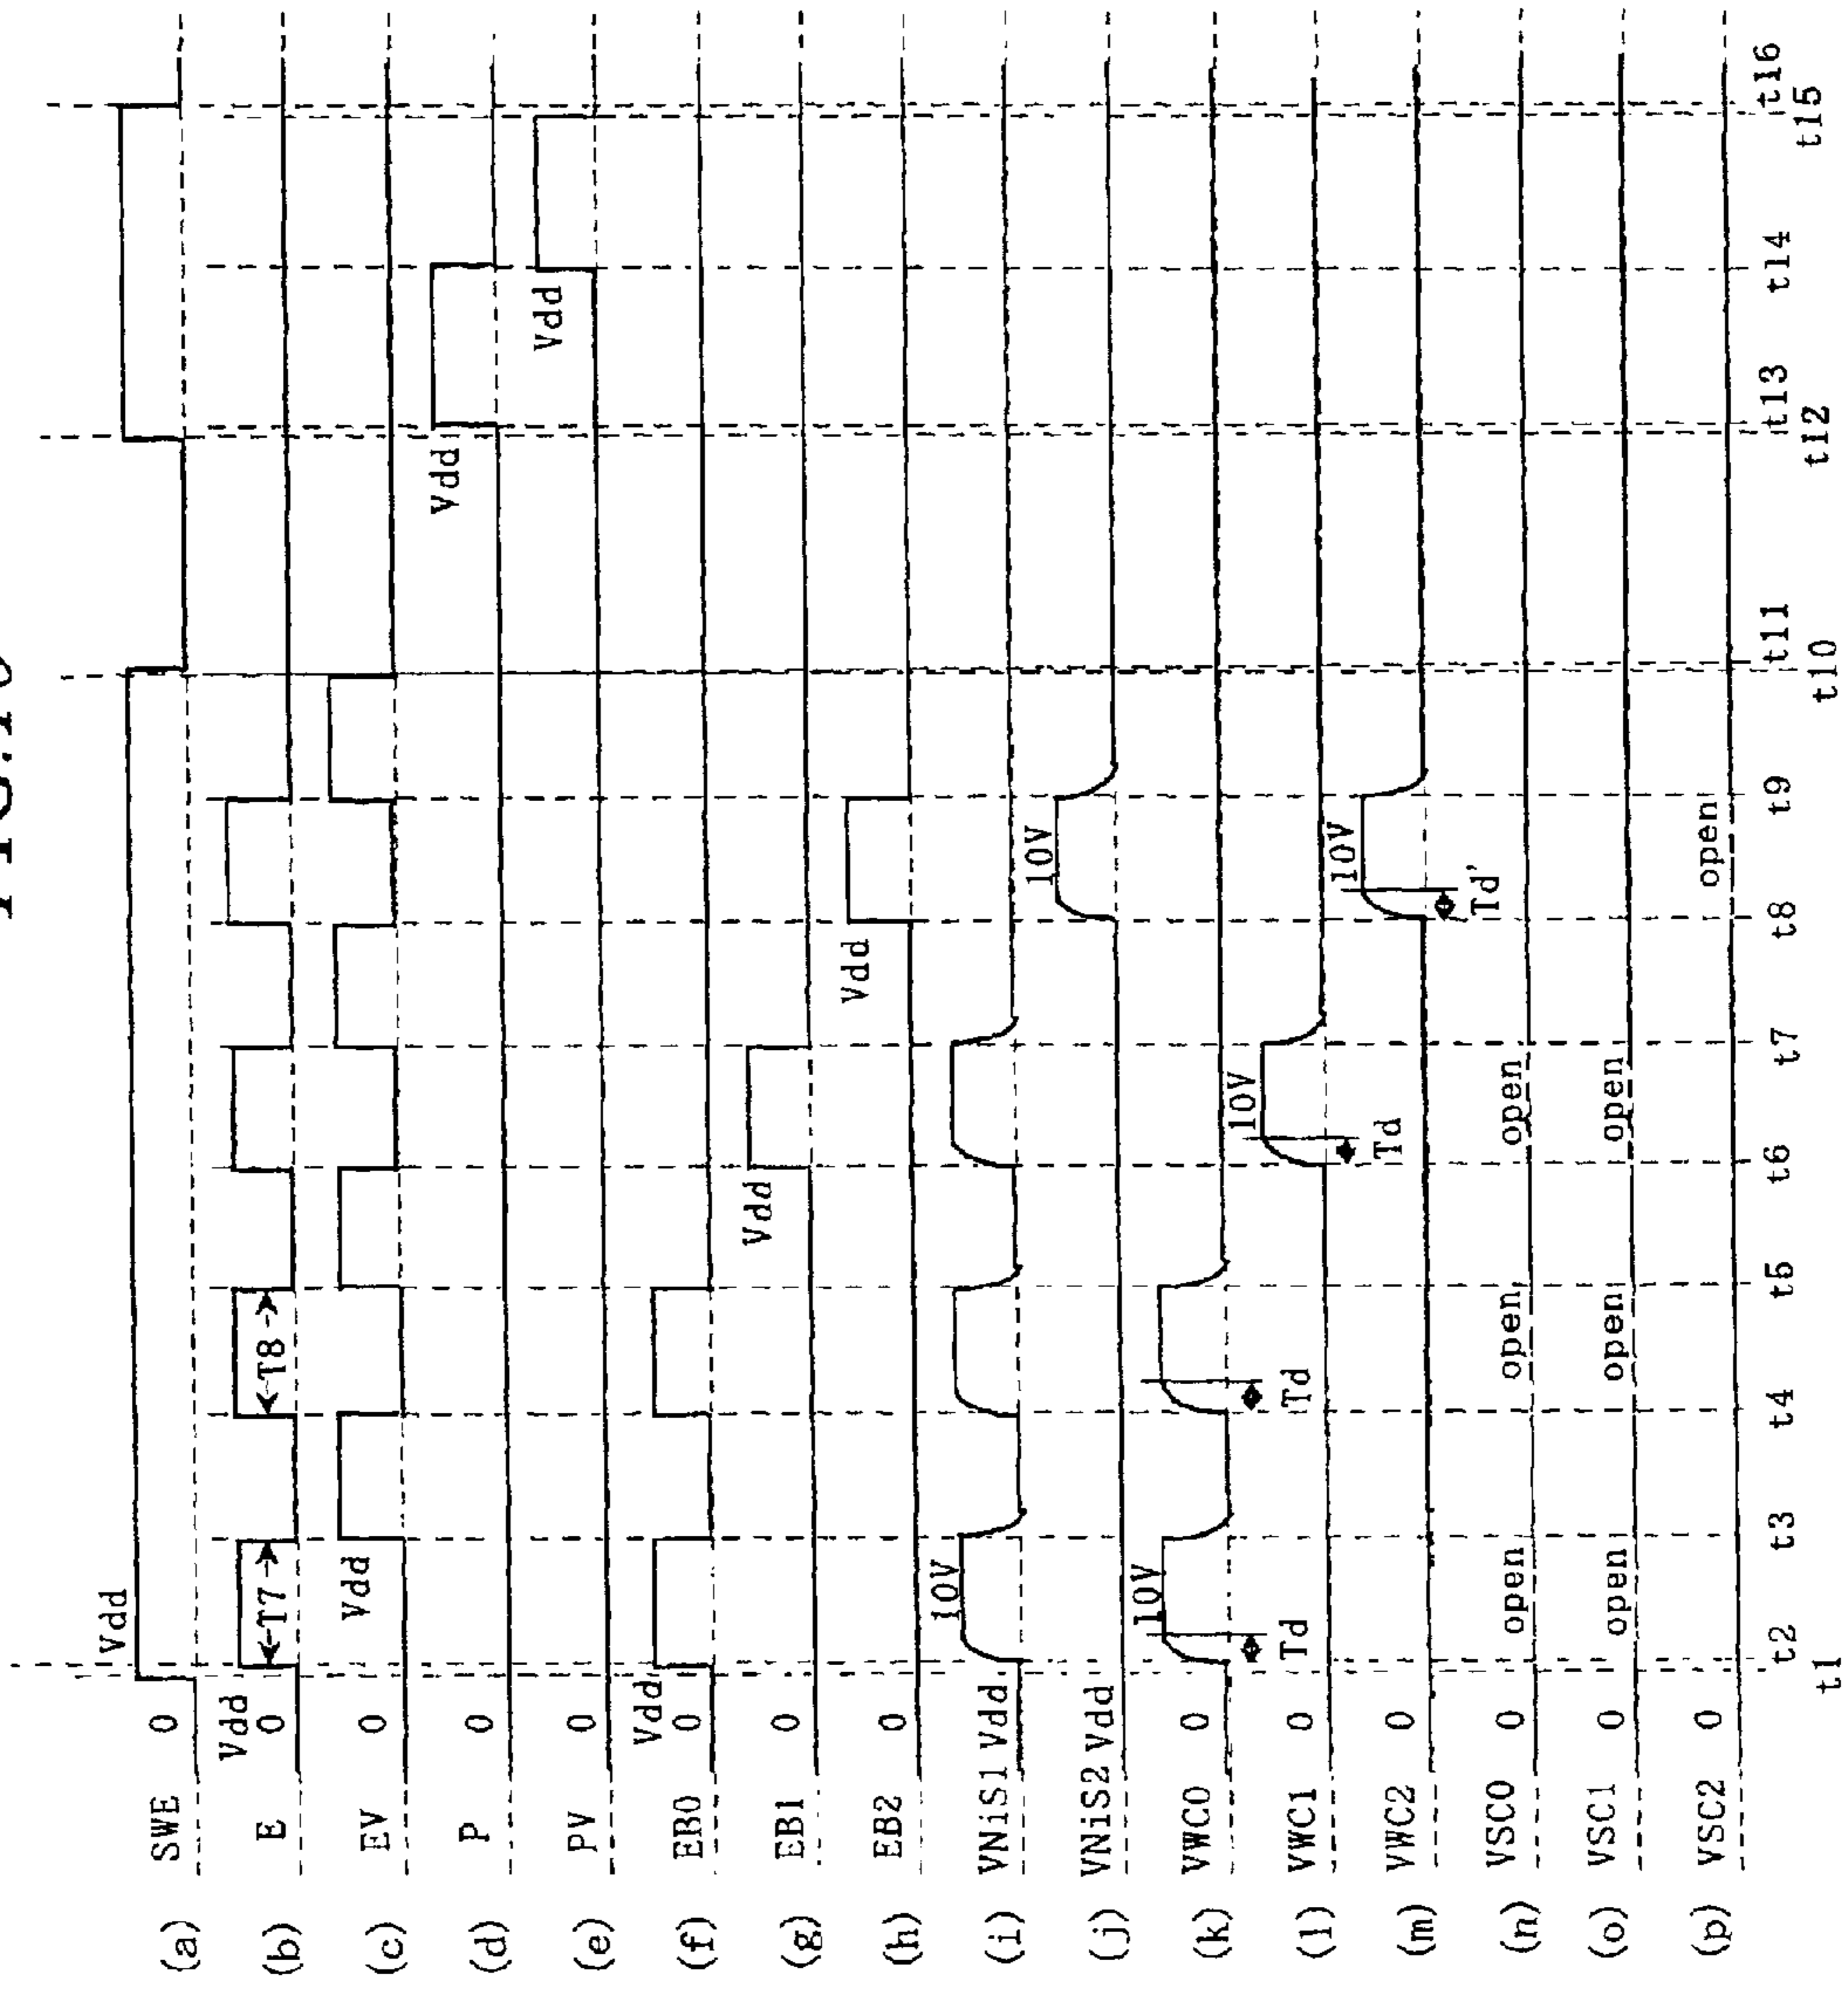 (a) SWE 0 Vdd
(b) E 0 Vdd ←T7→ ←T8→
(c) EV 0 Vdd
(d) P 0 Vdd
(e) PV 0 Vdd
(f) EB0 0 Vdd
(g) EB1 0 Vdd
(h) EB2 0 Vdd
(i) VNiS1 Vdd 10V
(j) VNiS2 Vdd 10V
(k) VWC0 0 10V Td Td
(l) VWC1 0 10V Td
(m) VWC2 0 10V Td'
(n) VSC0 0 open open open
(o) VSC1 0 open open open
(p) VSC2 0 open
t1 t2 t3 t4 t5 t6 t7 t8 t9 t10 t11 t12 t13 t14 t15 t16